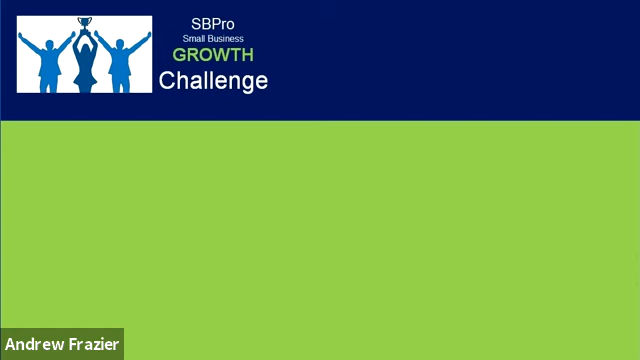 SBPro
Small Business
GROWTH
Challenge
Andrew Frazier